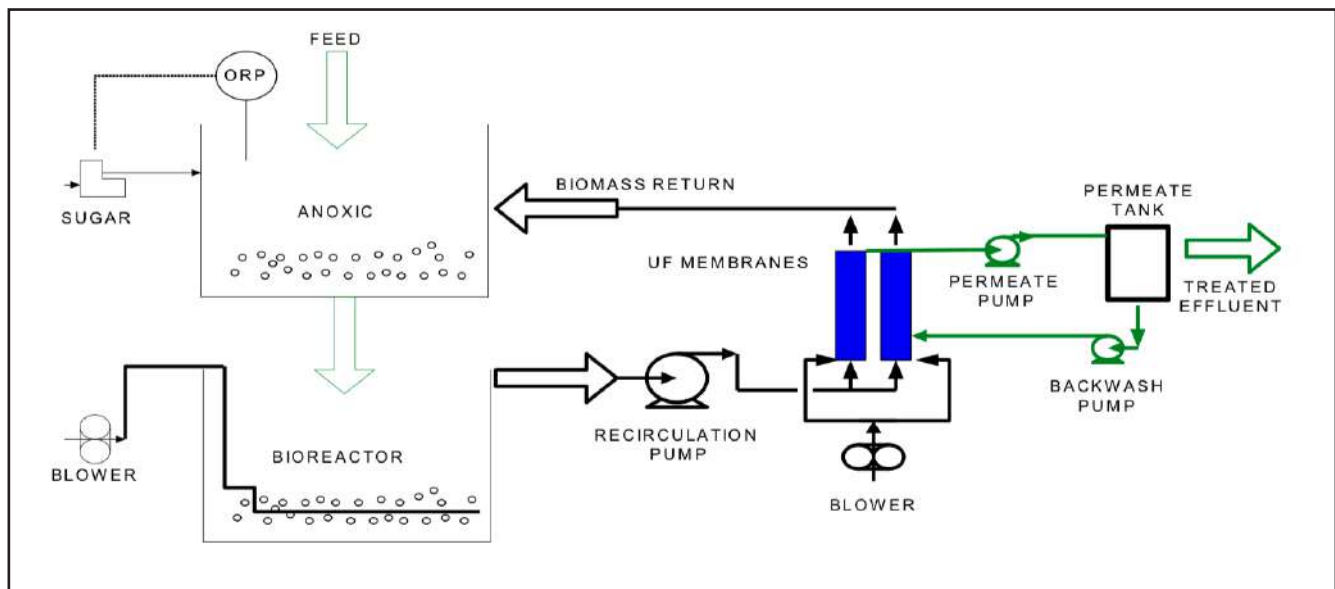 FEED
ORP
SUGAR
ANOXIC
BIOMASS RETURN
UF MEMBRANES
PERMEATE
TANK
PERMEATE
PUMP
TREATED
EFFLUENT
BACKWASH
PUMP
BLOWER
BIOREACTOR
RECIRCULATION
PUMP
BLOWER